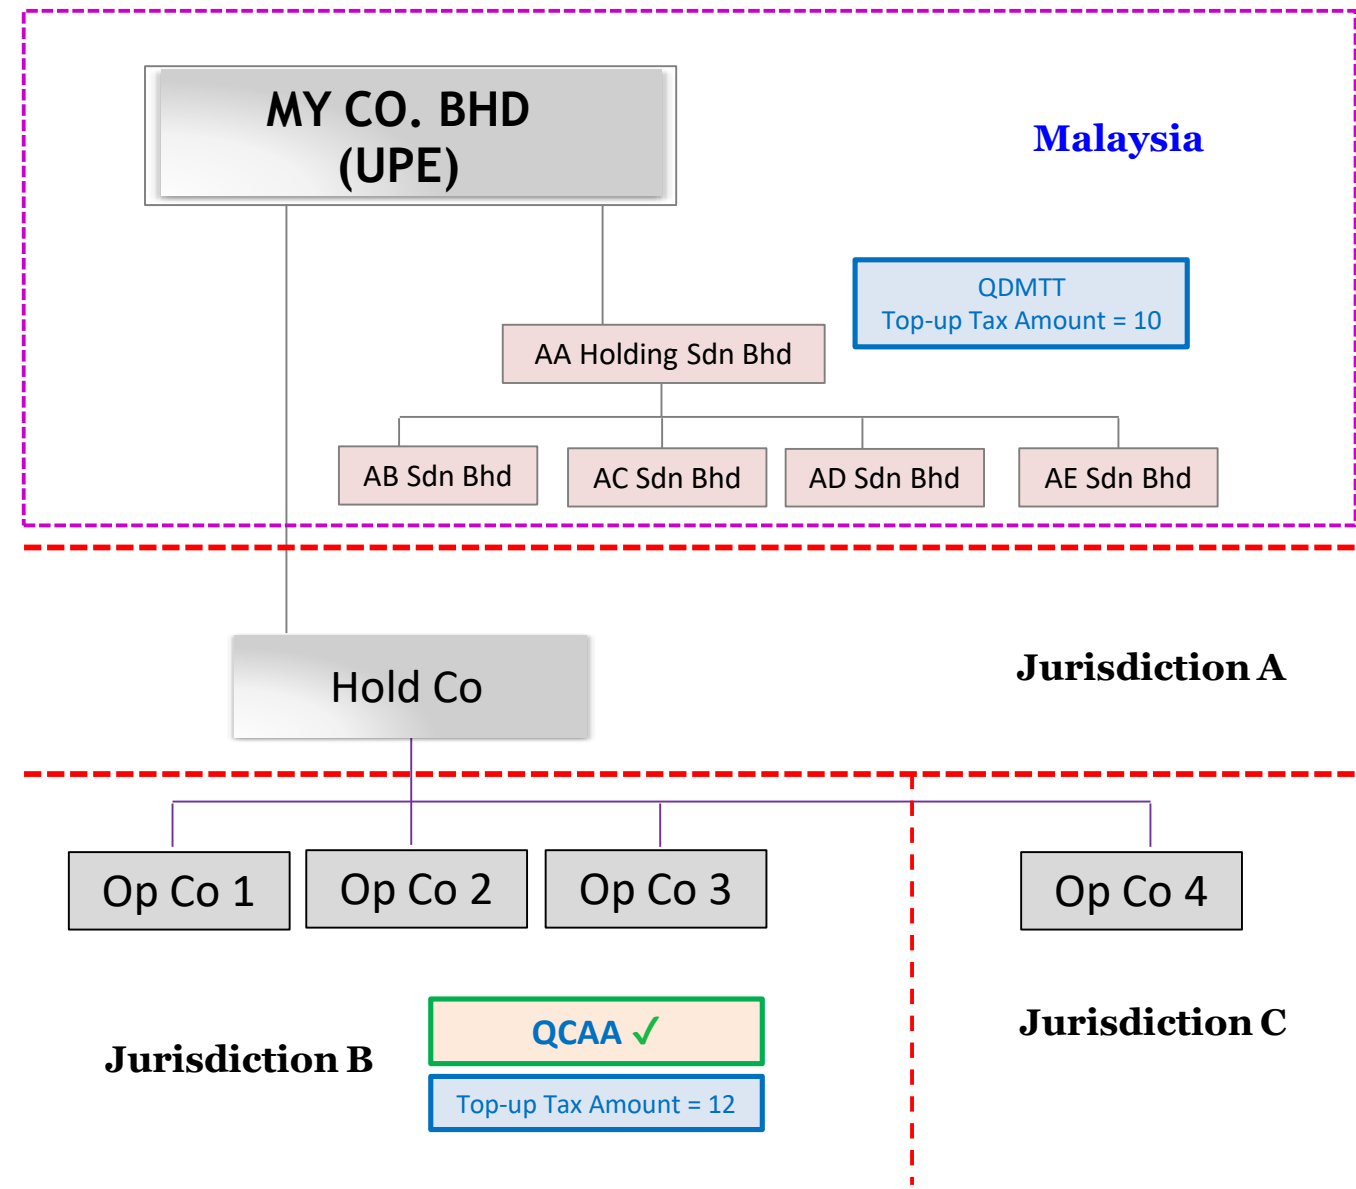 MY CO. BHD
(UPE)
Malaysia
QDMTT
Top-up Tax Amount = 10
AA Holding Sdn Bhd
AB Sdn Bhd
AC Sdn Bhd
AD Sdn Bhd
AE Sdn Bhd
Hold Co
Jurisdiction A
Op Co 1
Op Co 2
Op Co 3
Op Co 4
Jurisdiction B
QCAA ✓
Top-up Tax Amount = 12
Jurisdiction C